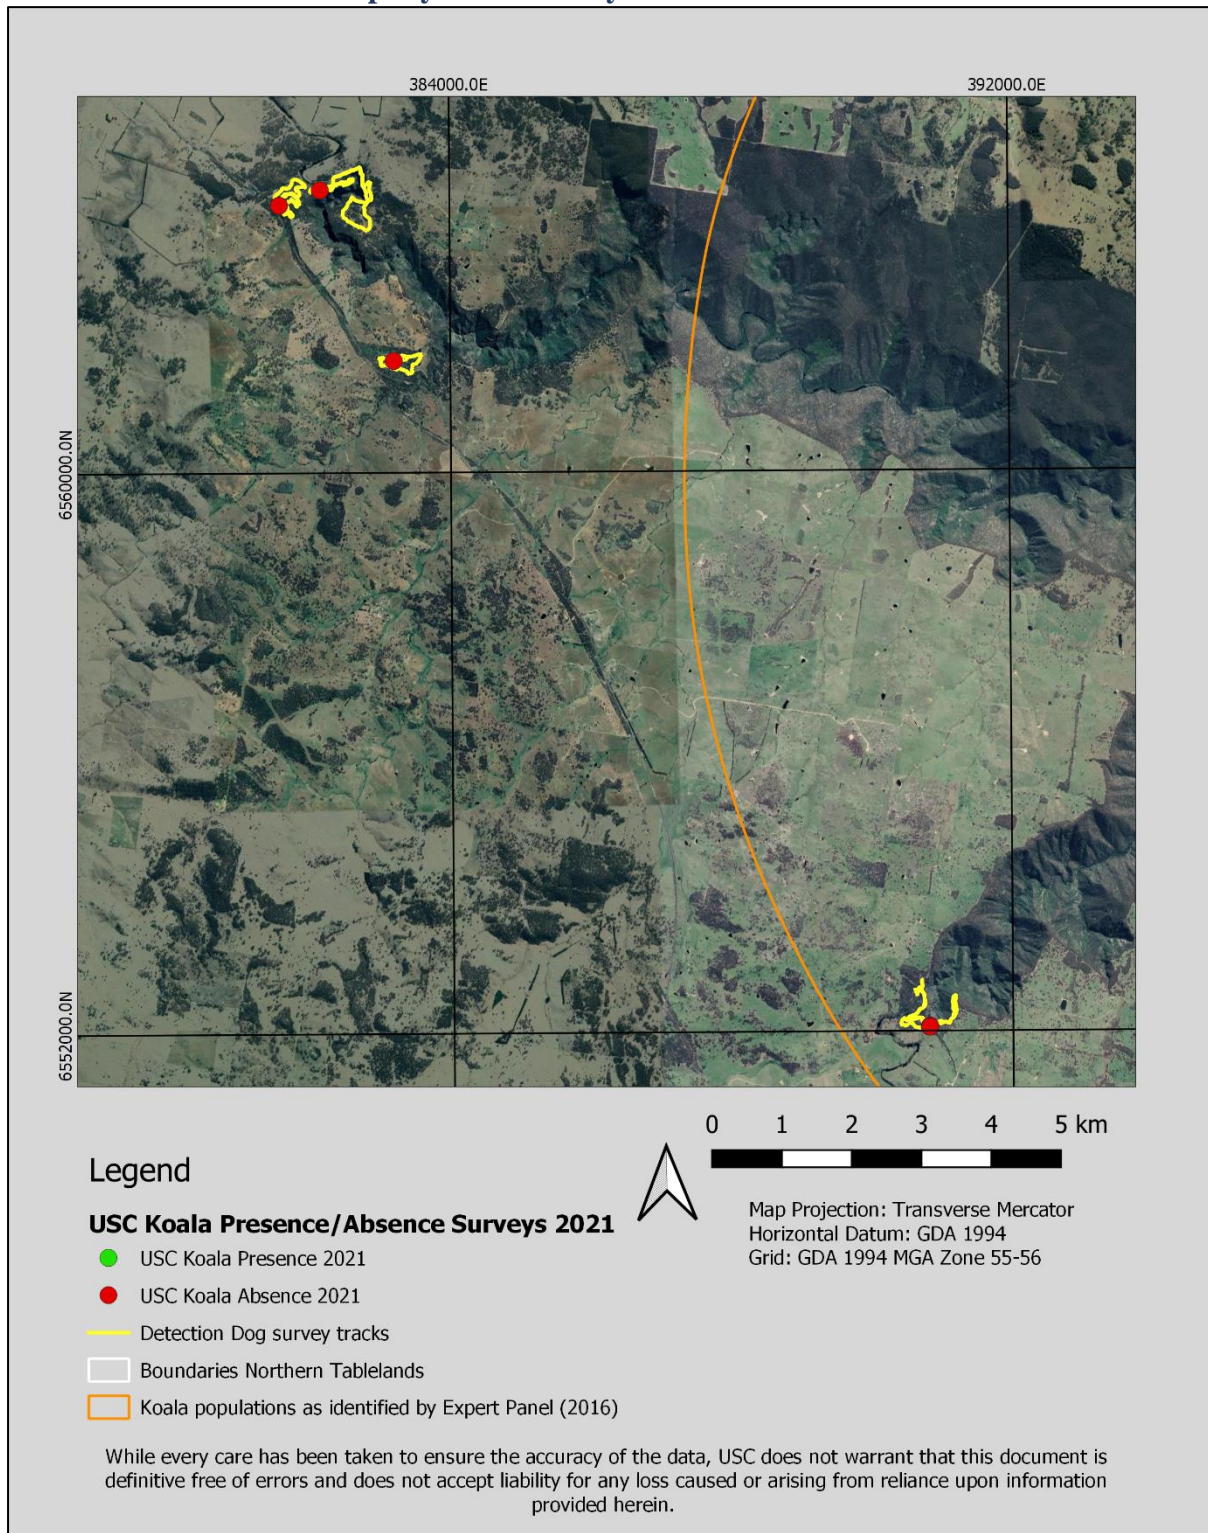 384000.0E 392000.0E
6560000.0N
6552000.0N
0 1 2 3 4 5 km
Legend
USC Koala Presence/Absence Surveys 2021
USC Koala Presence 2021
USC Koala Absence 2021
Detection Dog survey tracks
Boundaries Northern Tablelands
Koala populations as identified by Expert Panel (2016)
Map Projection: Transverse Mercator
Horizontal Datum: GDA 1994
Grid: GDA 1994 MGA Zone 55-56
While every care has been taken to ensure the accuracy of the data, USC does not warrant that this document is
definitive free of errors and does not accept liability for any loss caused or arising from reliance upon information
provided herein.